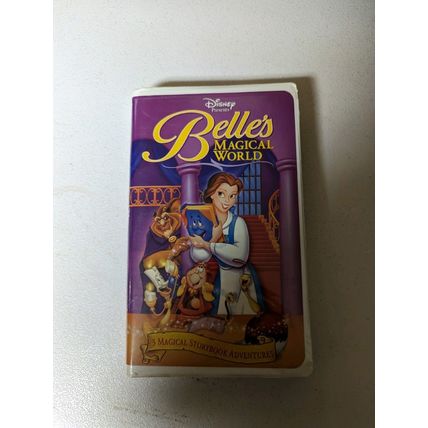 Disney
Presents
Belle's
MAGICAL
WORLD
3 MAGICAL STORYBOOK ADVENTURES